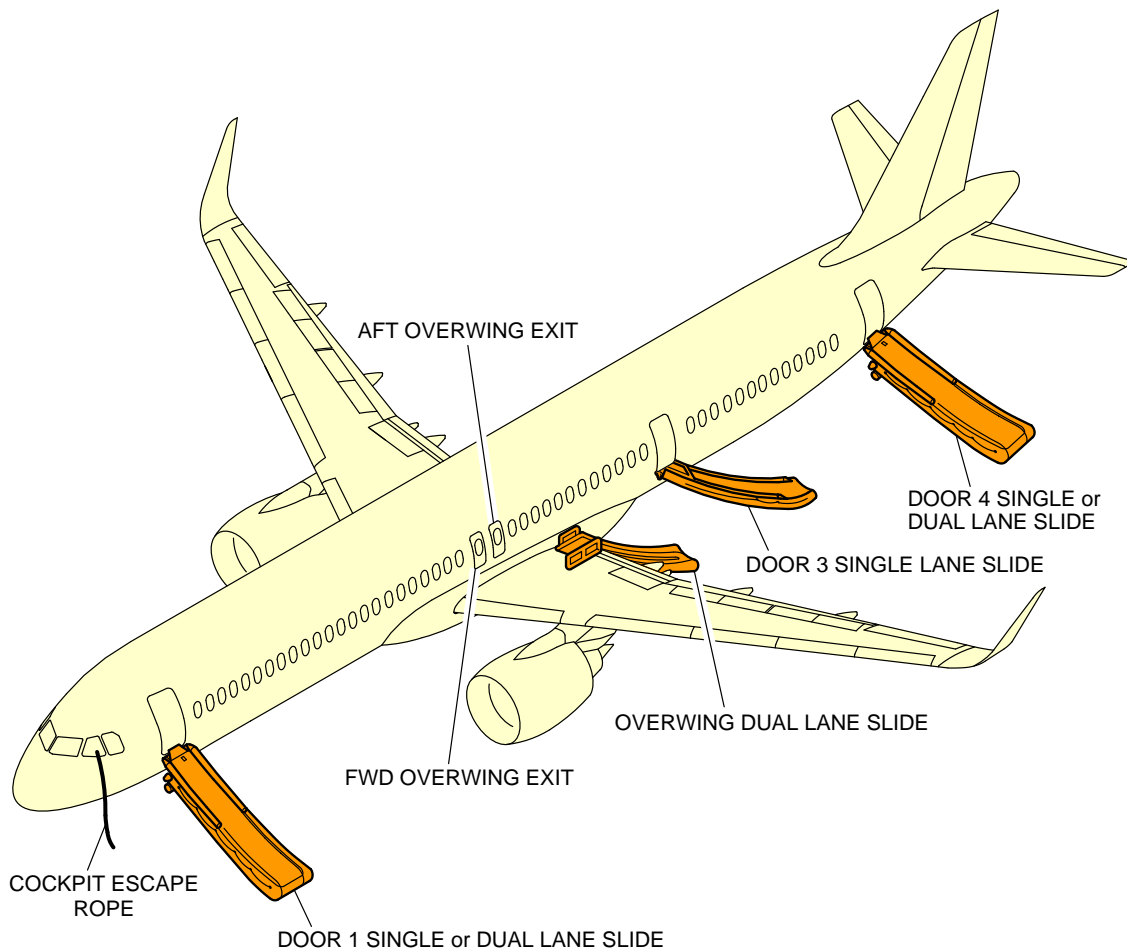 AFT OVERWING EXIT
DOOR 4 SINGLE or
DUAL LANE SLIDE
DOOR 3 SINGLE LANE SLIDE
OVERWING DUAL LANE SLIDE
FWD OVERWING EXIT
COCKPIT ESCAPE
ROPE
DOOR 1 SINGLE or DUAL LANE SLIDE